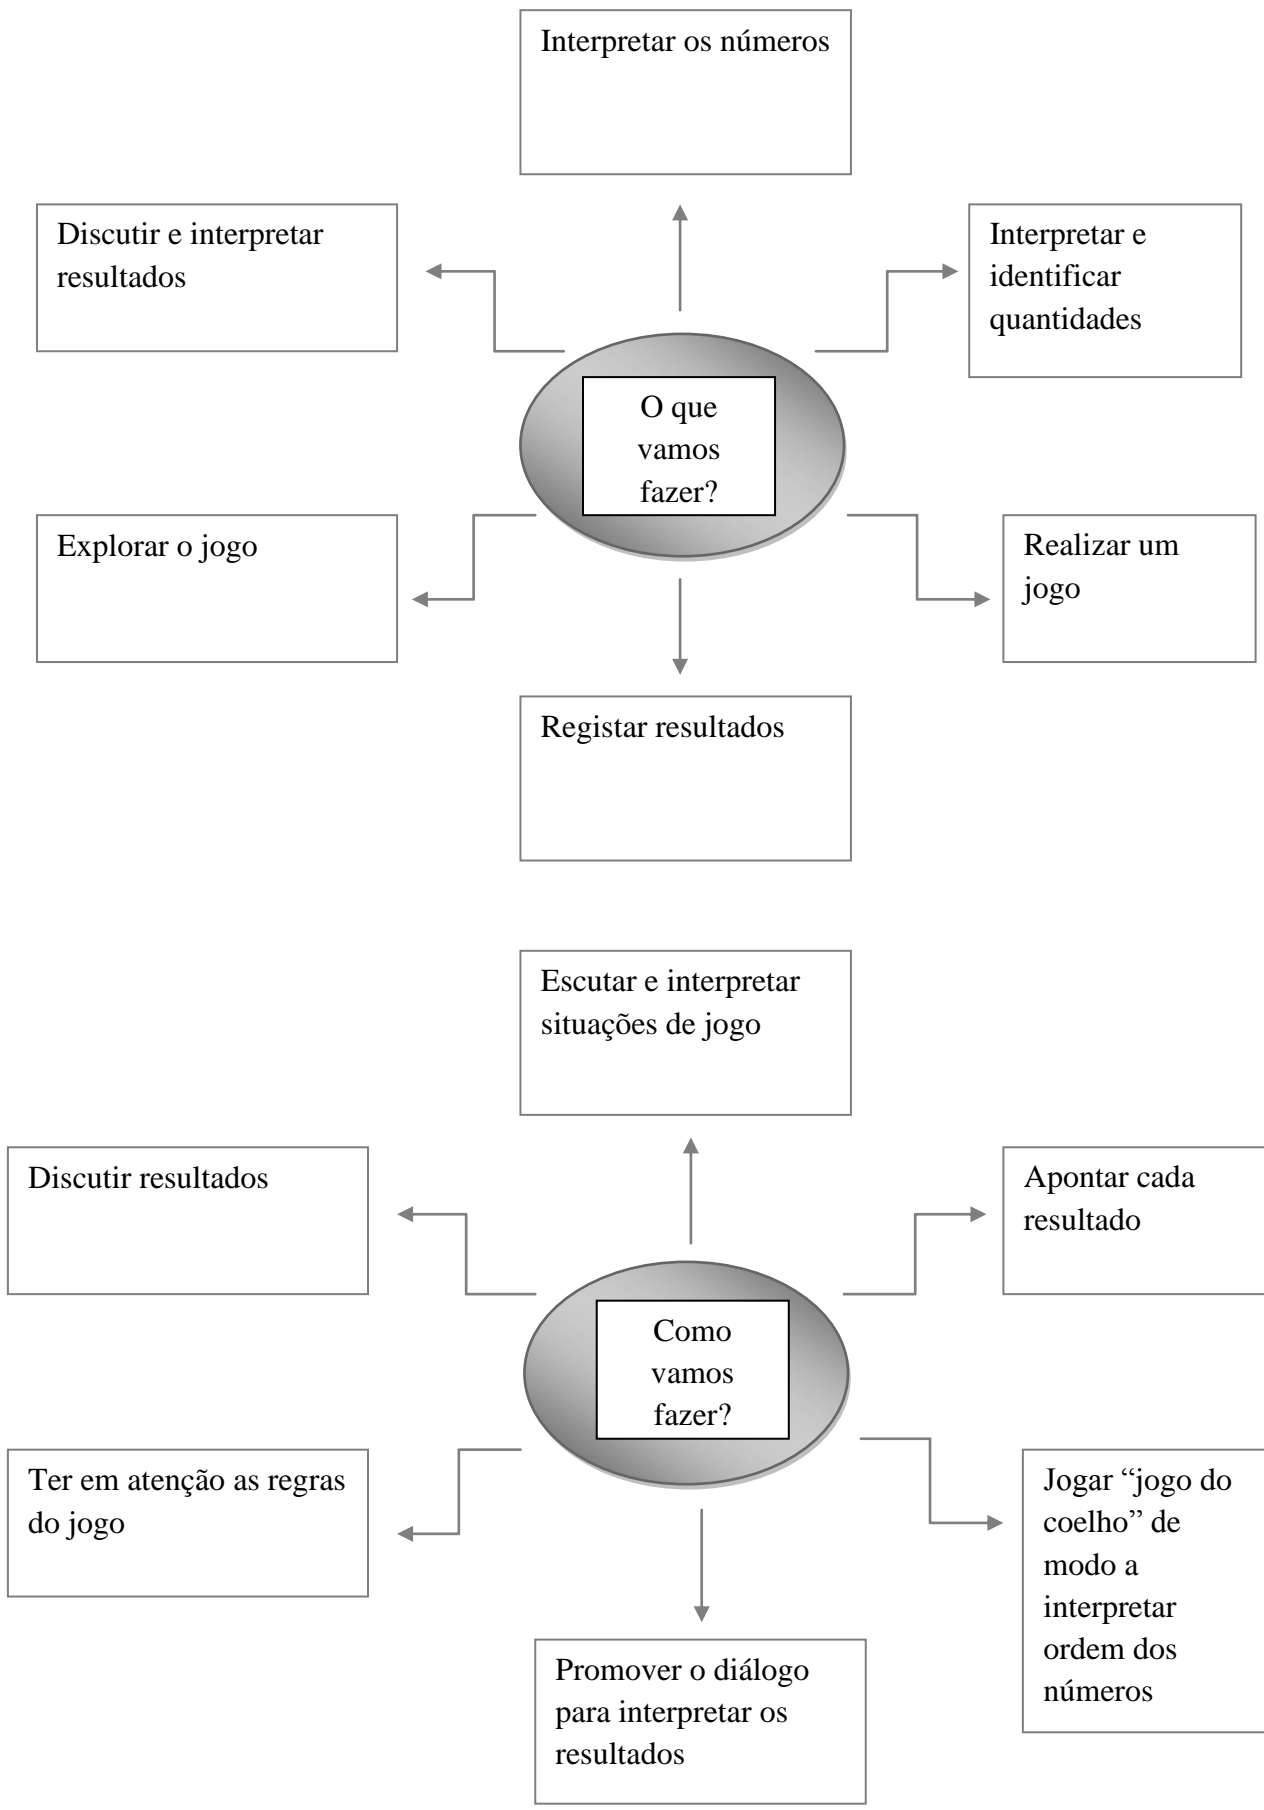 Interpretar os números
Discutir e interpretar
resultados
Interpretar e
identificar
quantidades
O que
vamos
fazer?
Explorar o jogo
Realizar um
jogo
Registar resultados
Escutar e interpretar
situações de jogo
Discutir resultados
Apontar cada
resultado
Como
vamos
fazer?
Ter em atenção as regras
do jogo
Jogar “jogo do
coelho” de
modo a
interpretar
ordem dos
números
Promover o diálogo
para interpretar os
resultados